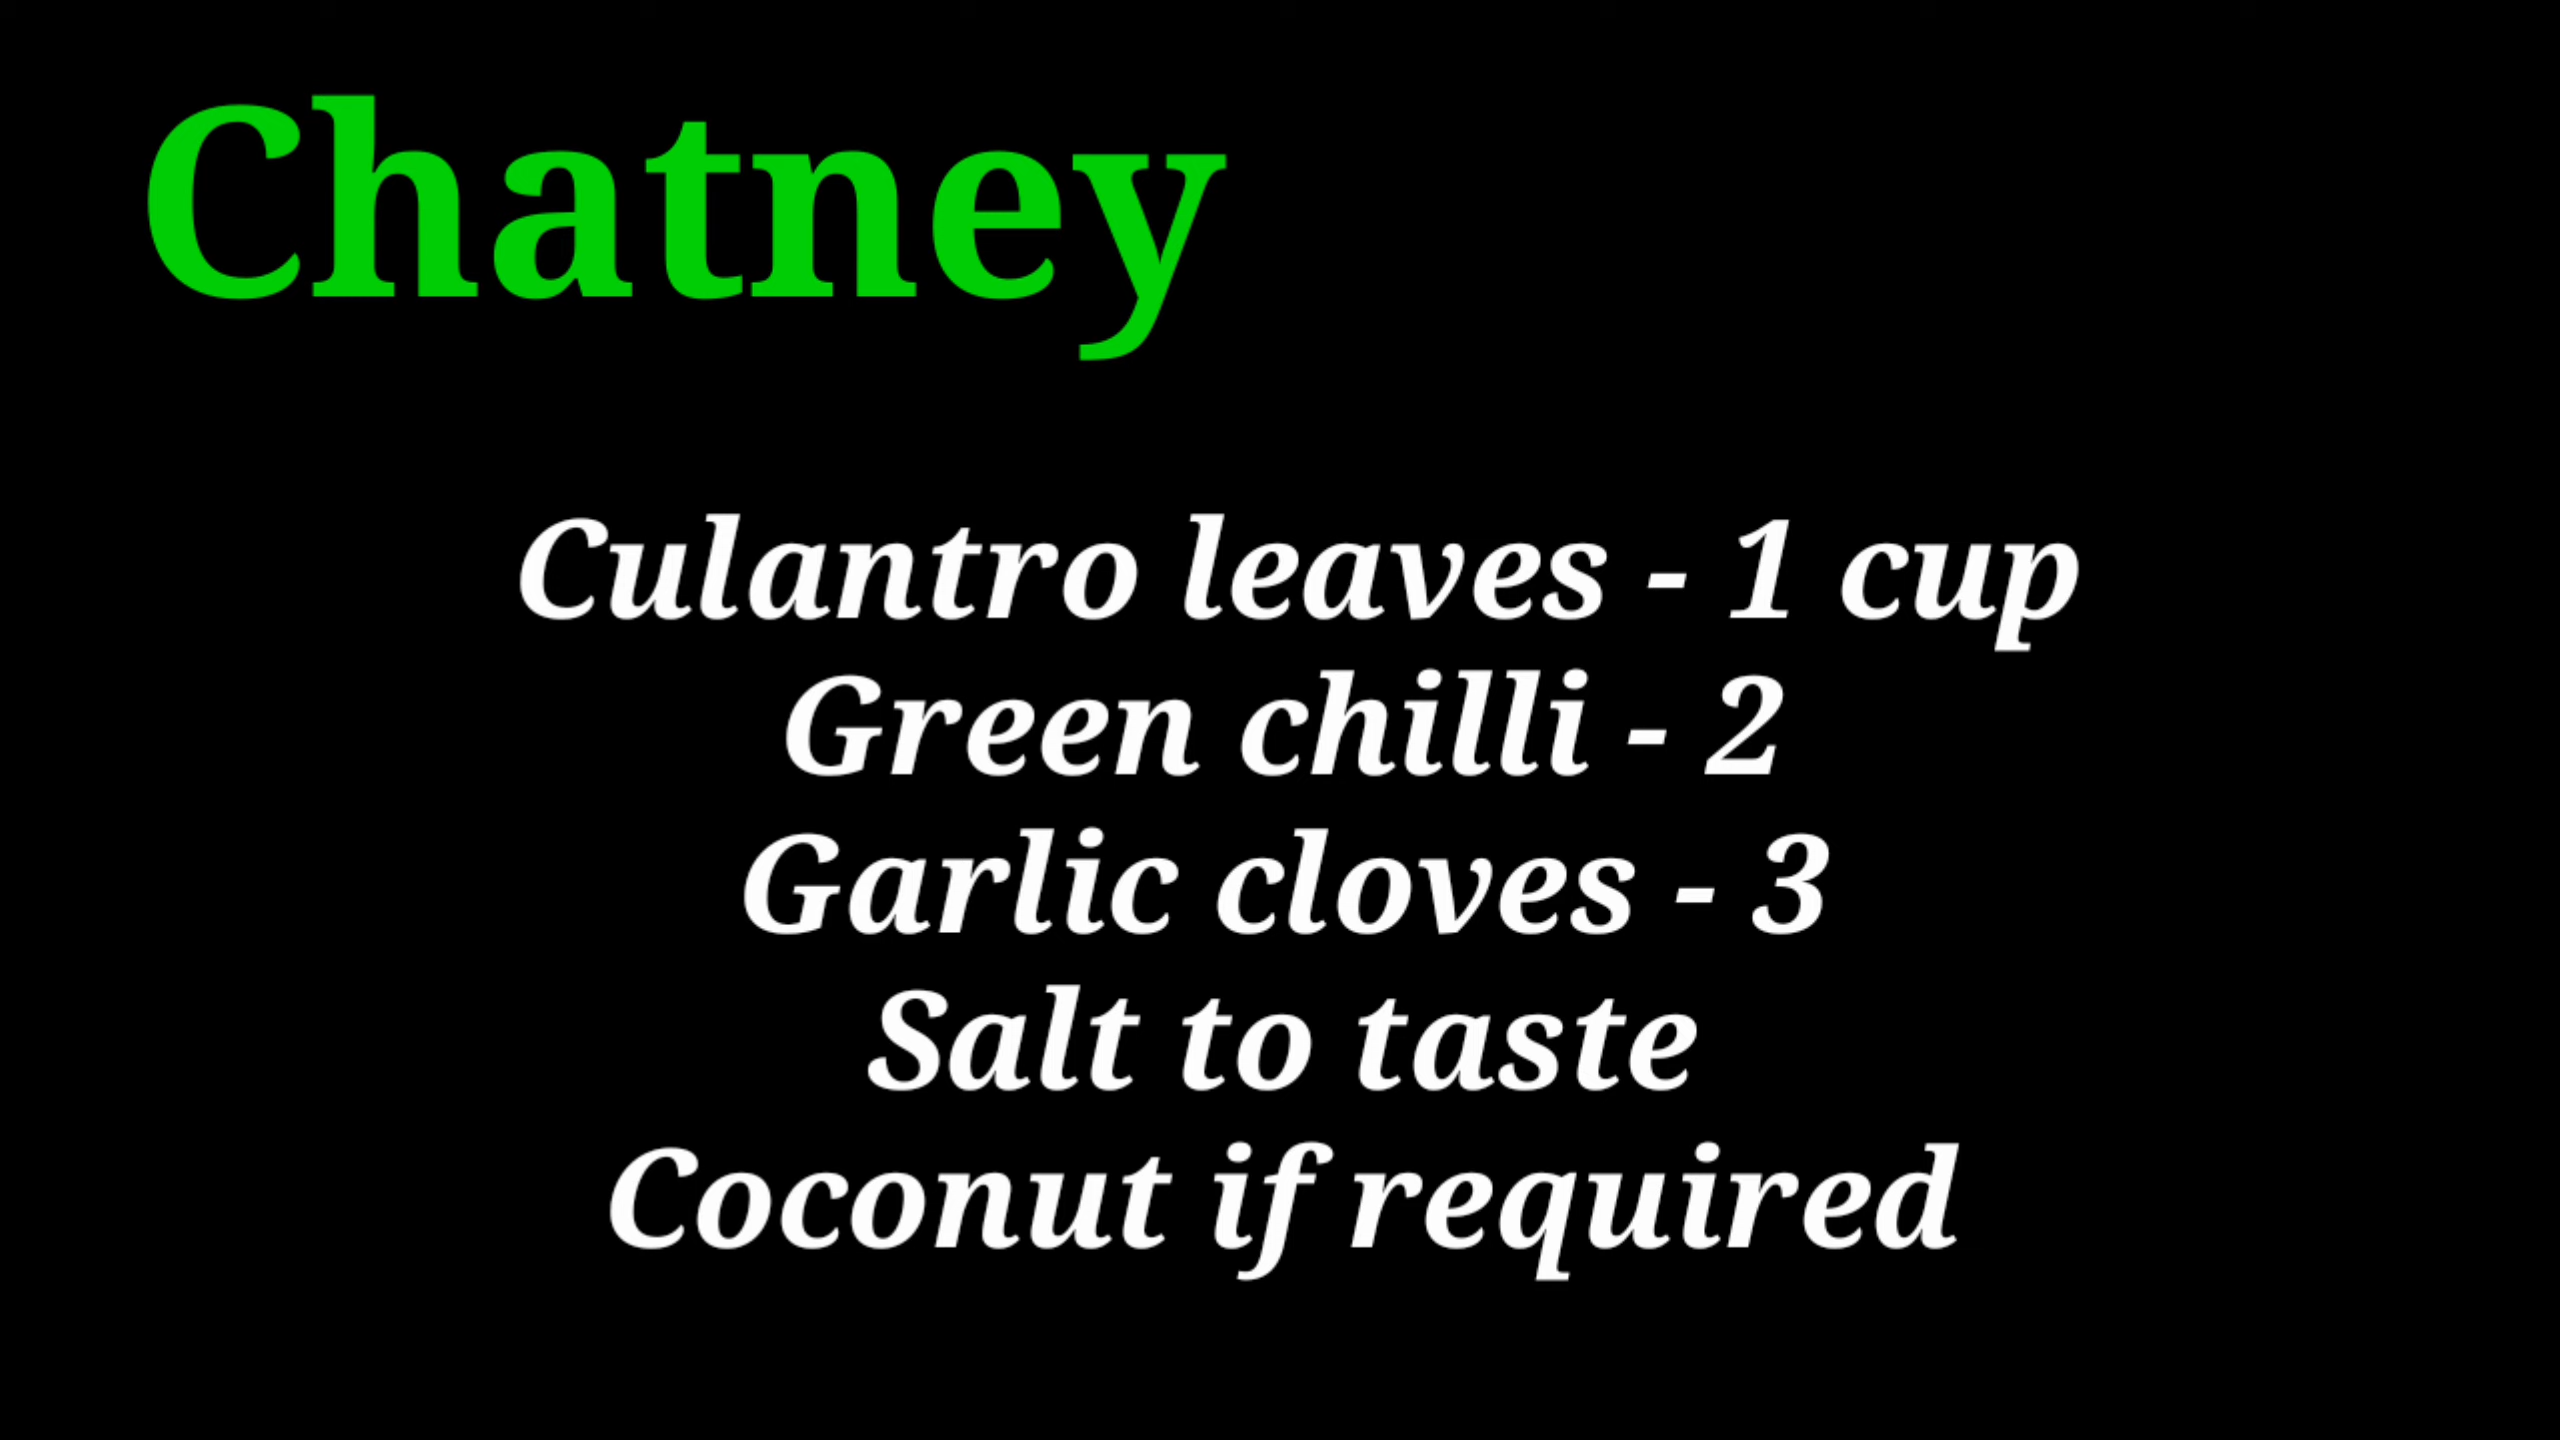 Chatney
Culantro leaves - 1 cup
Green chilli - 2
Garlic cloves - 3
Salt to taste
Coconut if required